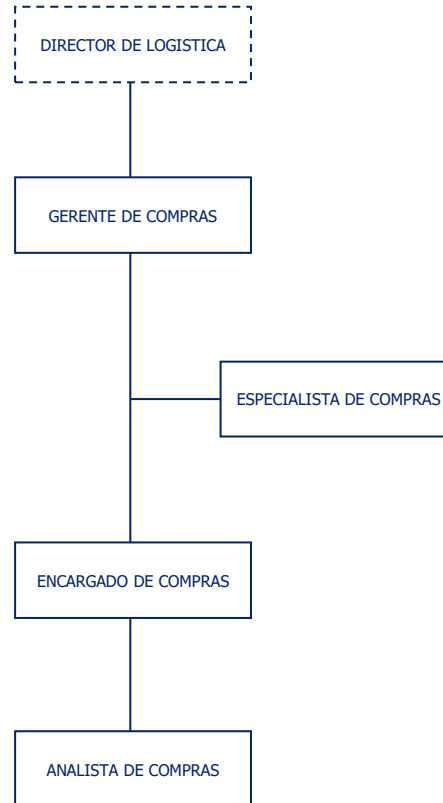 DIRECTOR DE LOGISTICA
GERENTE DE COMPRAS
ESPECIALISTA DE COMPRAS
ENCARGADO DE COMPRAS
ANALISTA DE COMPRAS